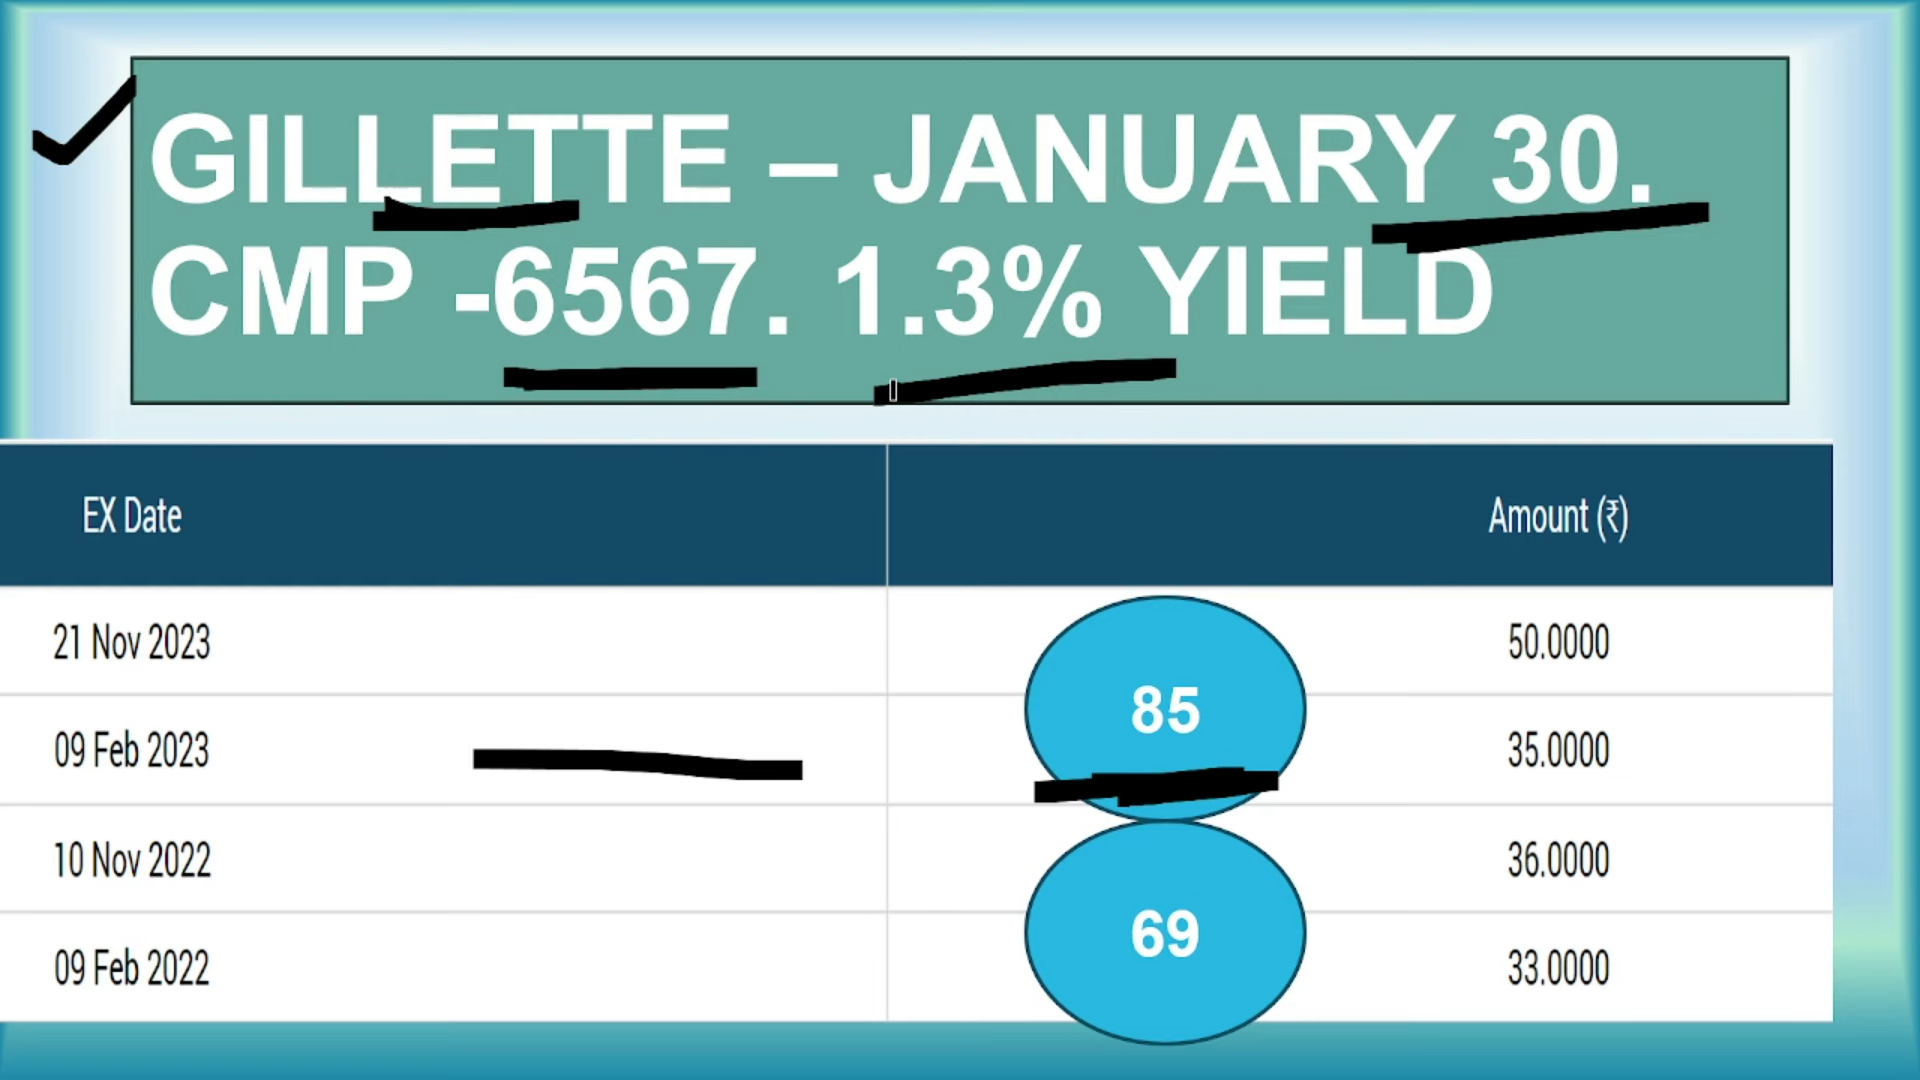 GILLETTE – JANUARY 30.
CMP -6567. 1.3% YIELD
EX Date Amount (₹)
21 Nov 2023 50.0000
85
09 Feb 2023 35.0000
10 Nov 2022 36.0000
69
09 Feb 2022 33.0000